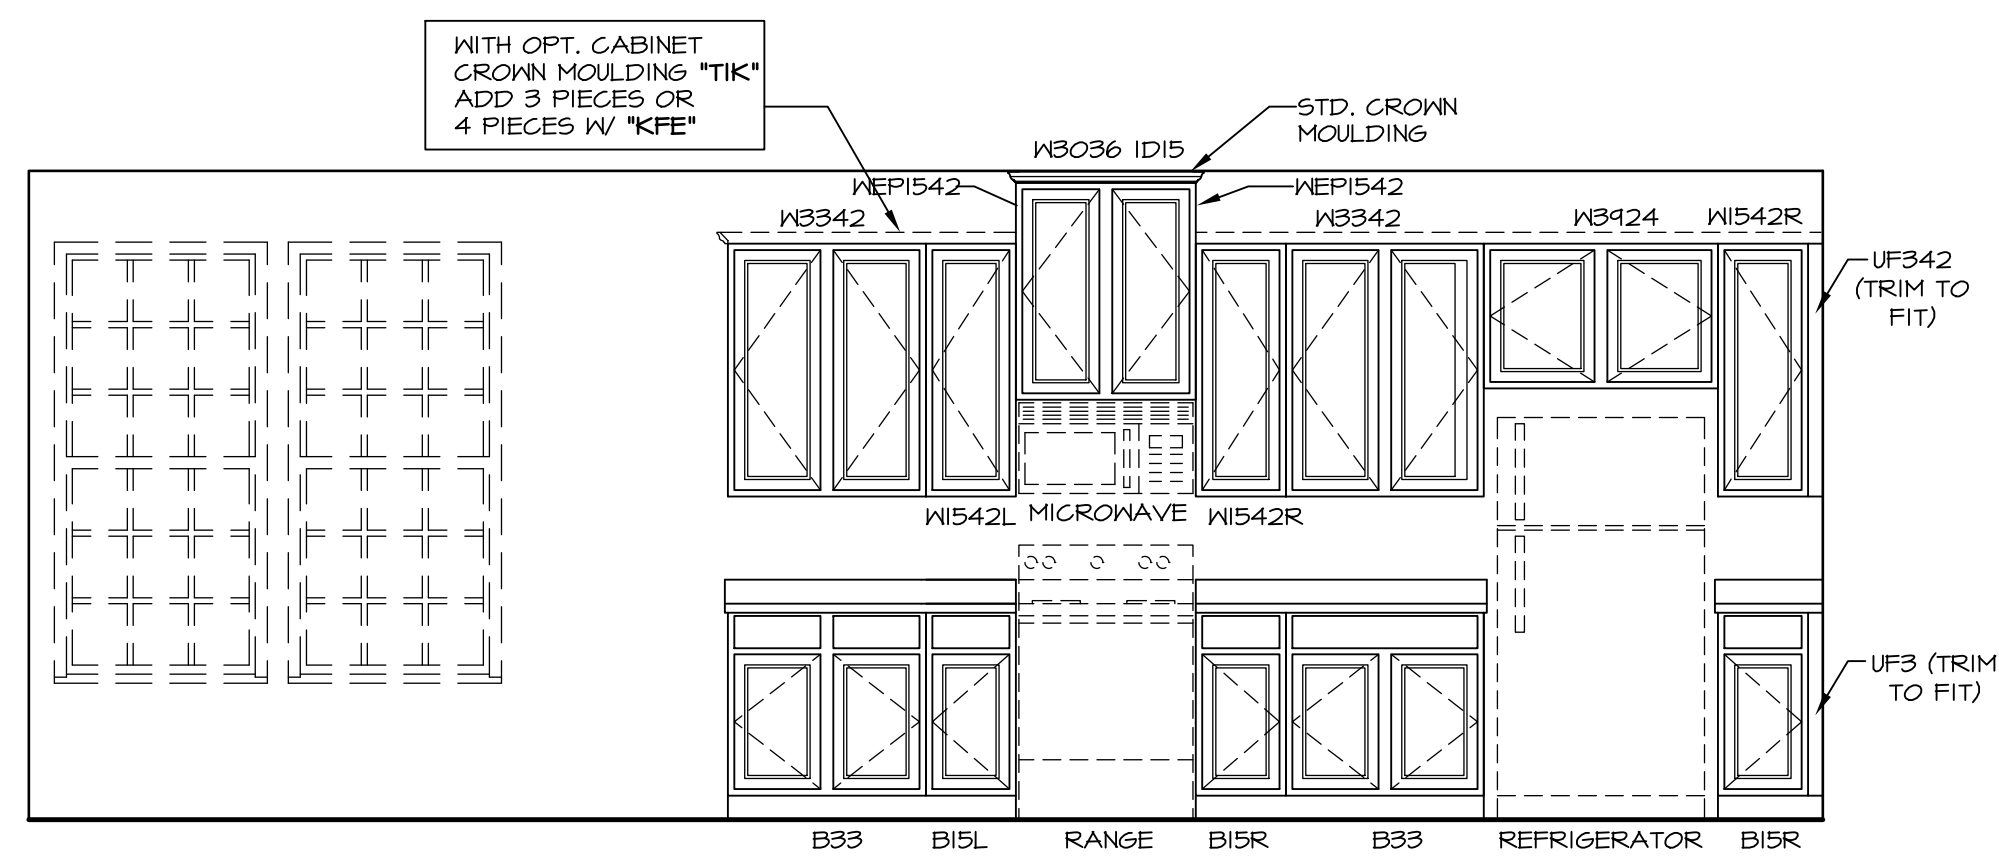 WITH OPT. CABINET
CROWN MOULDING "TIK"
ADD 3 PIECES OR
4 PIECES W/ "KFE"
STD. CROWN
MOULDING
W3036 1D15
WEP1542
WEP1542
W3342
W3342
W3924
W1542R
UF342
(TRIM TO
FIT)
W1542L
MICROWAVE
W1542R
UF3 (TRIM
TO FIT)
B33
B15L
RANGE
B15R
B33
REFRIGERATOR
B15R